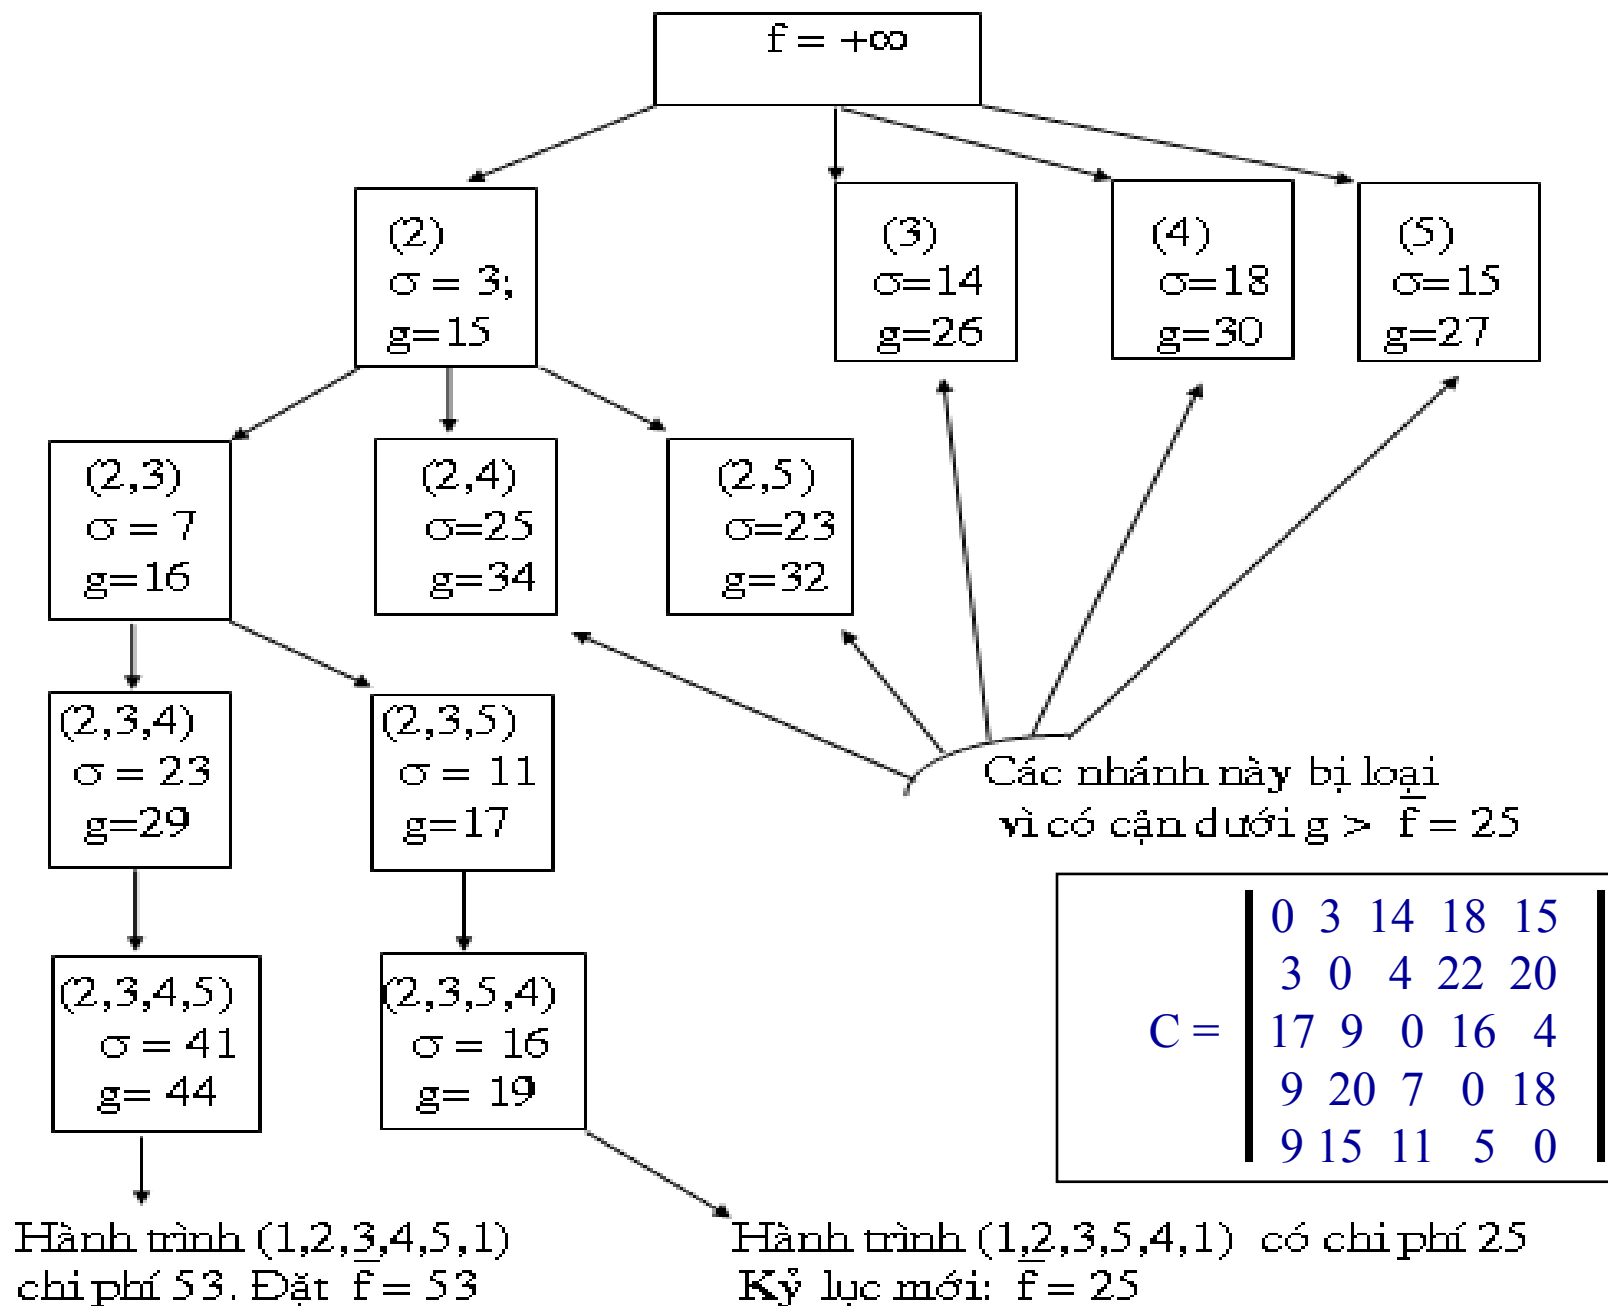 f = +∞
(2)
σ = 3;
g=15
(3)
σ=14
g=26
(4)
σ=18
g=30
(5)
σ=15
g=27
(2,3)
σ = 7
g=16
(2,4)
σ=25
g=34
(2,5)
σ=23
g=32
(2,3,4)
σ = 23
g=29
(2,3,5)
σ = 11
g=17
Các nhánh này bị loại
vì có cận dưới g > f̅ = 25
(2,3,4,5)
σ = 41
g= 44
(2,3,5,4)
σ = 16
g= 19
0 3 14 18 15
3 0 4 22 20
C = 17 9 0 16 4
9 20 7 0 18
9 15 11 5 0
Hành trình (1,2,3,4,5,1)
chi phí 53. Đặt f̅ = 53
Hành trình (1,2,3,5,4,1) có chi phí 25
Kỷ lục mới: f̅ = 25